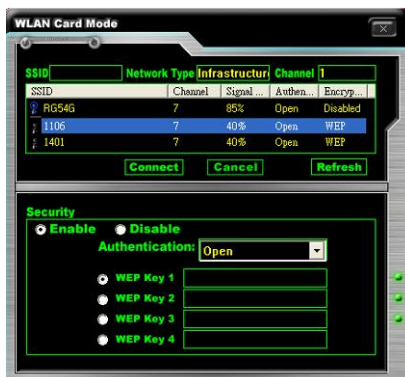 WLAN Card Mode
SSID Network Type Infrastructur Channel 1
SSID Channel Signal ... Authen... Encryp...
RG54G 7 85% Open Disabled
1106 7 40% Open WEP
1401 7 40% Open WEP
Connect Cancel Refresh
Security
Enable Disable
Authentication: Open
WEP Key 1
WEP Key 2
WEP Key 3
WEP Key 4